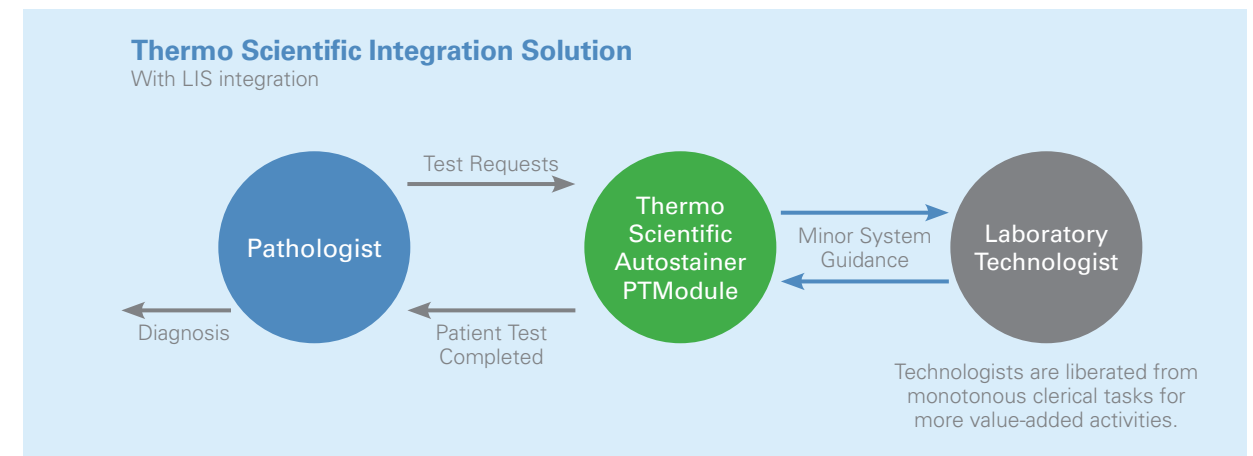 Thermo Scientific Integration Solution
With LIS integration
Test Requests
Pathologist
Thermo
Scientific
Autostainer
PTModule
Minor System
Guidance
Laboratory
Technologist
Diagnosis
Patient Test
Completed
Technologists are liberated from
monotonous clerical tasks for
more value-added activities.